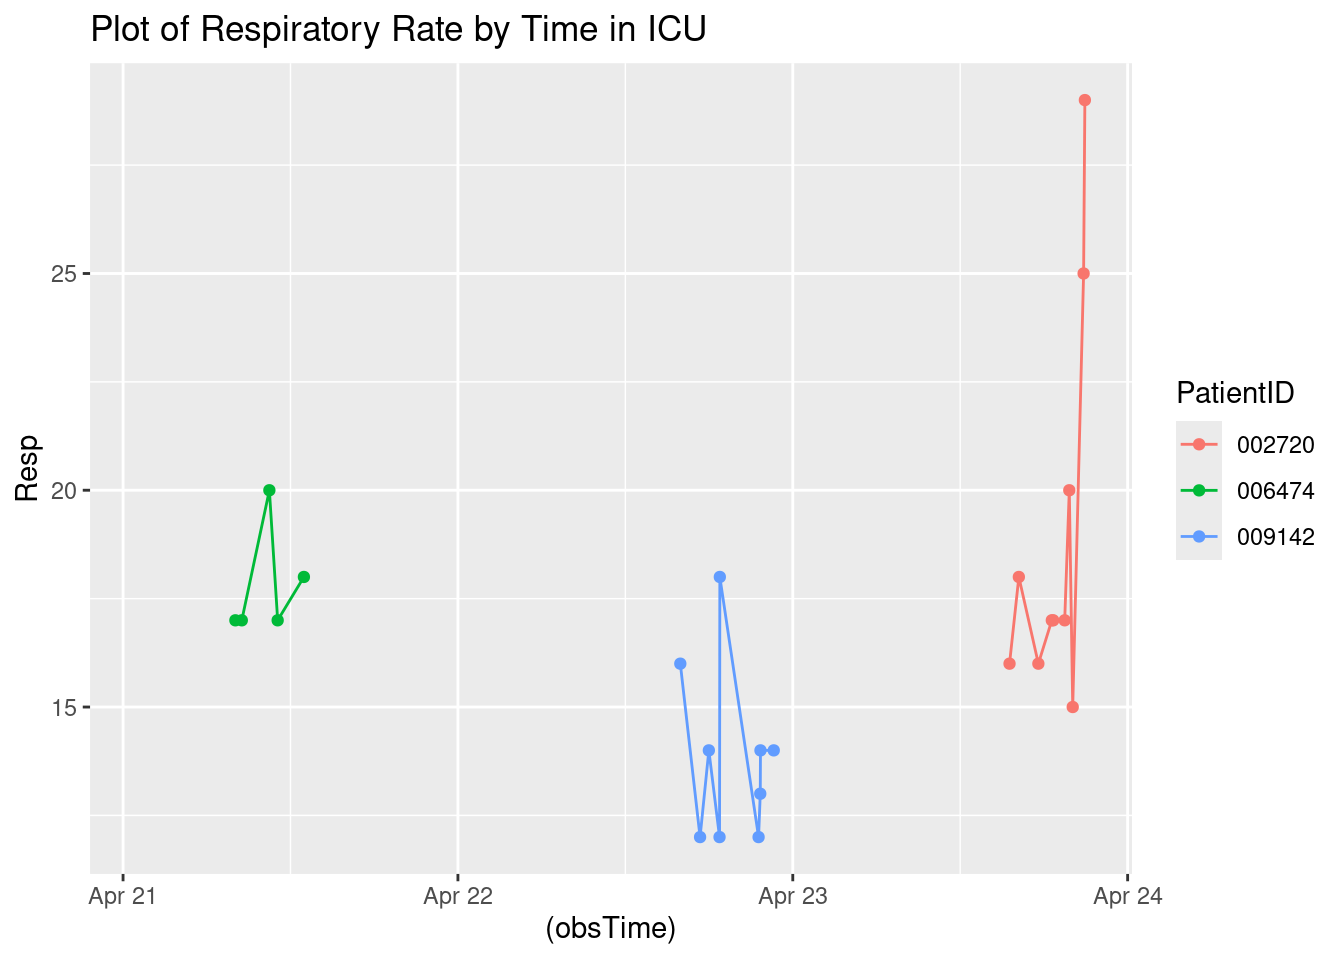 Plot of Respiratory Rate by Time in ICU
Resp
25
20
15
Apr 21
Apr 22
Apr 23
Apr 24
(obsTime)
PatientID
002720
006474
009142